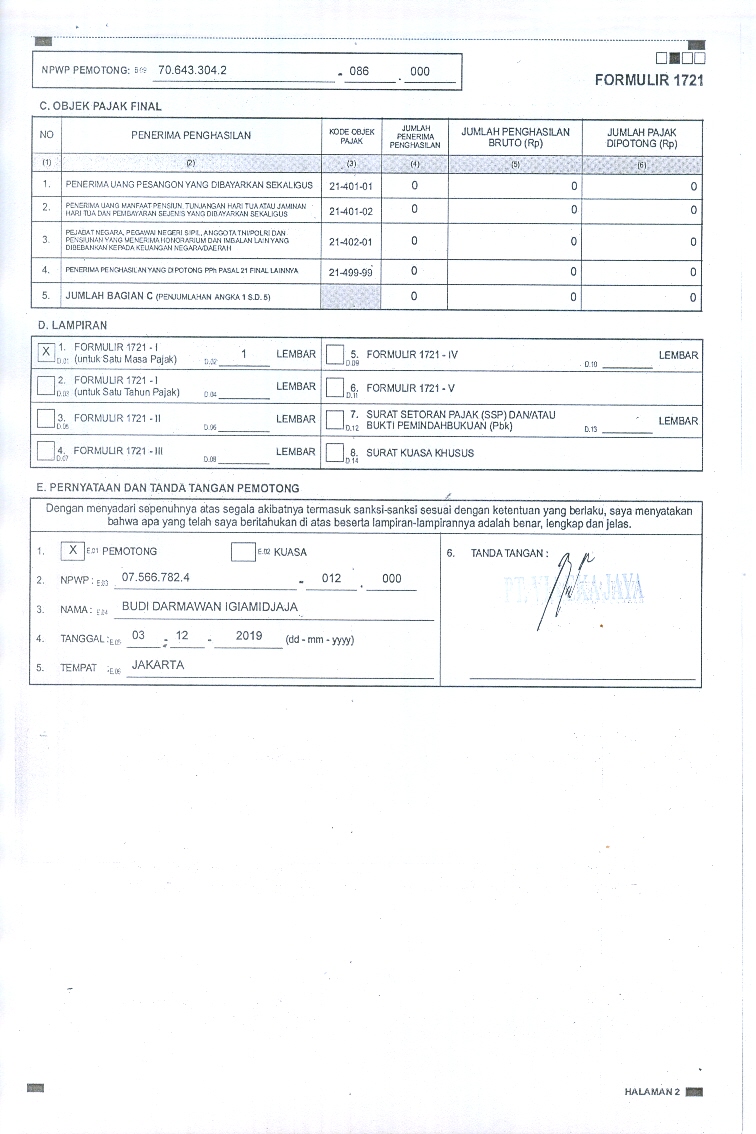 NPWP PEMOTONG: B.09 70.643.304.2 - 086 . 000
FORMULIR 1721
C. OBJEK PAJAK FINAL
NO PENERIMA PENGHASILAN KODE OBJEK PAJAK JUMLAH PENERIMA PENGHASILAN JUMLAH PENGHASILAN BRUTO (Rp) JUMLAH PAJAK DIPOTONG (Rp)
(1) (2) (3) (4) (5) (6)
1. PENERIMA UANG PESANGON YANG DIBAYARKAN SEKALIGUS 21-401-01 0 0 0
2. PENERIMA UANG MANFAAT PENSIUN, TUNJANGAN HARI TUA ATAU JAMINAN
HARI TUA DAN PEMBAYARAN SEJENIS YANG DIBAYARKAN SEKALIGUS 21-401-02 0 0 0
3. PEJABAT NEGARA, PEGAWAI NEGERI SIPIL, ANGGOTA TNI/POLRI DAN
PENSIUNAN YANG MENERIMA HONORARIUM DAN IMBALAN LAIN YANG
DIBEBANKAN KEPADA KEUANGAN NEGARA/DAERAH 21-402-01 0 0 0
4. PENERIMA PENGHASILAN YANG DIPOTONG PPh PASAL 21 FINAL LAINNYA 21-499-99 0 0 0
5. JUMLAH BAGIAN C (PENJUMLAHAN ANGKA 1 S.D. 5) 0 0 0
D. LAMPIRAN
X D.01 1. FORMULIR 1721 - I
(untuk Satu Masa Pajak) D.02 1 LEMBAR
D.03 2. FORMULIR 1721 - I
(untuk Satu Tahun Pajak) D.04 LEMBAR
D.05 3. FORMULIR 1721 - II D.06 LEMBAR
D.07 4. FORMULIR 1721 - III D.08 LEMBAR
D.09 5. FORMULIR 1721 - IV D.10 LEMBAR
D.11 6. FORMULIR 1721 - V
D.12 7. SURAT SETORAN PAJAK (SSP) DAN/ATAU
BUKTI PEMINDAHBUKUAN (Pbk) D.13 LEMBAR
D.14 8. SURAT KUASA KHUSUS
E. PERNYATAAN DAN TANDA TANGAN PEMOTONG
Dengan menyadari sepenuhnya atas segala akibatnya termasuk sanksi-sanksi sesuai dengan ketentuan yang berlaku, saya menyatakan
bahwa apa yang telah saya beritahukan di atas beserta lampiran-lampirannya adalah benar, lengkap dan jelas.
1. X E.01 PEMOTONG E.02 KUASA
2. NPWP : E.03 07.566.782.4 - 012 . 000
3. NAMA : E.04 BUDI DARMAWAN IGIAMIDJAJA
4. TANGGAL : E.05 03 - 12 - 2019 (dd - mm - yyyy)
5. TEMPAT : E.06 JAKARTA
6. TANDA TANGAN :
HALAMAN 2